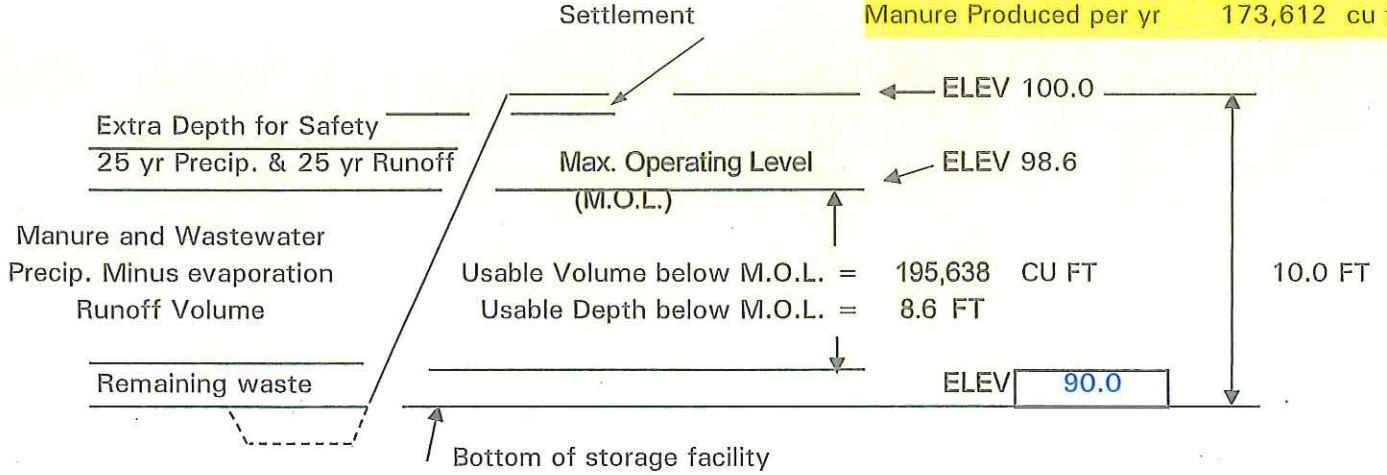 Settlement Manure Produced per yr 173,612 cu
ELEV 100.0
Extra Depth for Safety
25 yr Precip. & 25 yr Runoff Max. Operating Level ELEV 98.6
(M.O.L.)
Manure and Wastewater
Precip. Minus evaporation Usable Volume below M.O.L. = 195,638 CU FT 10.0 FT
Runoff Volume Usable Depth below M.O.L. = 8.6 FT
Remaining waste ELEV 90.0
Bottom of storage facility